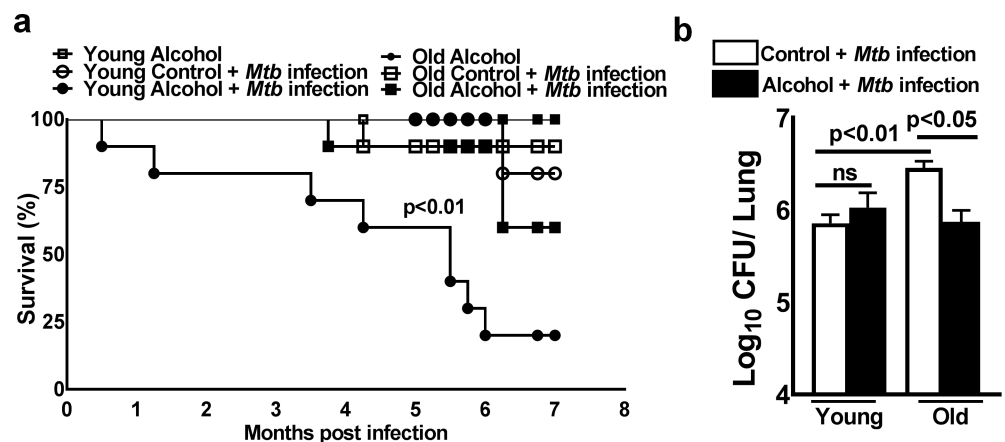 a
Young Alcohol
Young Control + Mtb infection
Young Alcohol + Mtb infection
Old Alcohol
Old Control + Mtb infection
Old Alcohol + Mtb infection
Survival (%)
100
75
50
25
0
p<0.01
0 1 2 3 4 5 6 7 8
Months post infection
b
Control + Mtb infection
Alcohol + Mtb infection
Log10 CFU/ Lung
7
6
5
4
p<0.01
p<0.05
ns
Young Old